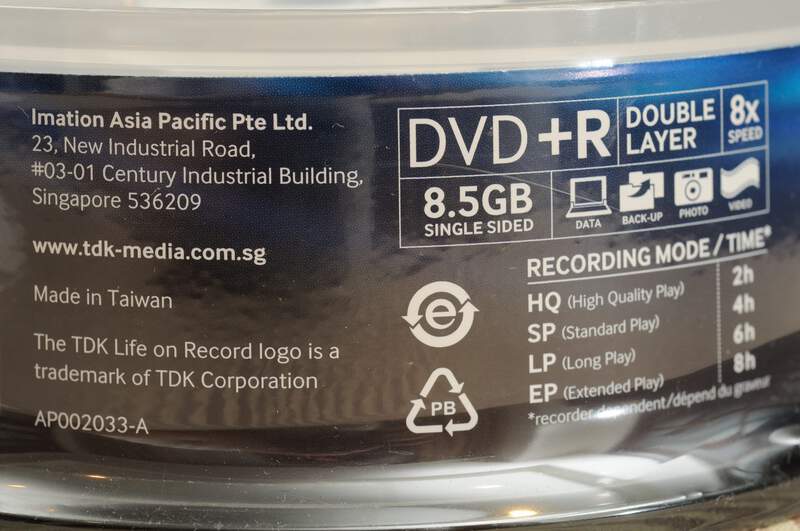 Imation Asia Pacific Pte Ltd.
23, New Industrial Road,
#03-01 Century Industrial Building,
Singapore 536209
www.tdk-media.com.sg
Made in Taiwan
The TDK Life on Record logo is a
trademark of TDK Corporation
AP002033-A
DVD+R
DOUBLE
LAYER
8x
SPEED
8.5GB
SINGLE SIDED
DATA
BACK-UP
PHOTO
VIDEO
RECORDING MODE / TIME*
HQ (High Quality Play) 2h
SP (Standard Play) 4h
LP (Long Play) 6h
EP (Extended Play) 8h
*recorder dependent/dépend du graveur
e
PB